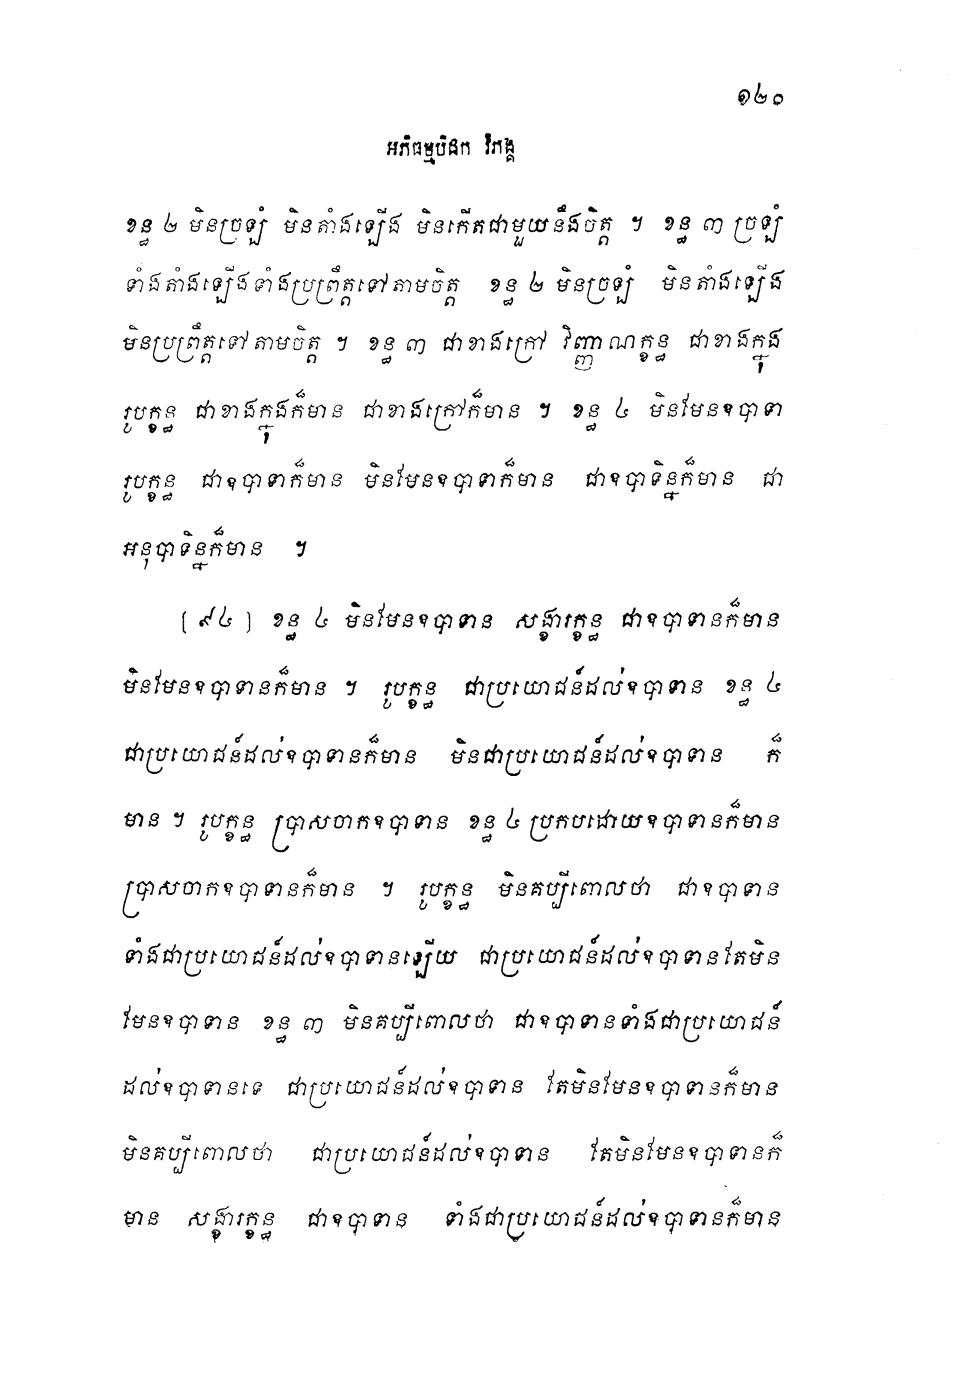 ១២០
អភិធម្មបិដក វិភង្គ
ខន្ធ ២ មិនច្រឡំ មិនតាំងឡើង មិនកើតជាមួយនឹងចិត្ត ។ ខន្ធ ៣ ច្រឡំ
ទាំងតាំងឡើងទាំងប្រព្រឹត្តទៅតាមចិត្ត ខន្ធ ២ មិនច្រឡំ មិនតាំងឡើង
មិនប្រព្រឹត្តទៅតាមចិត្ត ។ ខន្ធ ៣ ជាខាងក្រៅ វិញ្ញាណក្ខន្ធ ជាខាងក្នុង
រូបក្ខន្ធ ជាខាងក្នុងក៏មាន ជាខាងក្រៅក៏មាន ។ ខន្ធ ៤ មិនមែនឧបាទា
រូបក្ខន្ធ ជាឧបាទាក៏មាន មិនមែនឧបាទាក៏មាន ជាឧបាទិន្នក៏មាន ជា
អនុបាទិន្នក៏មាន ។
[៩៤] ខន្ធ ៤ មិនមែនឧបាទាន សង្ខារក្ខន្ធ ជាឧបាទានក៏មាន
មិនមែនឧបាទានក៏មាន ។ រូបក្ខន្ធ ជាប្រយោជន៍ដល់ឧបាទាន ខន្ធ ៤
ជាប្រយោជន៍ដល់ឧបាទានក៏មាន មិនជាប្រយោជន៍ដល់ឧបាទាន ក៏
មាន ។ រូបក្ខន្ធ ប្រាសចាកឧបាទាន ខន្ធ ៤ ប្រកបដោយឧបាទានក៏មាន
ប្រាសចាកឧបាទានក៏មាន ។ រូបក្ខន្ធ មិនគប្បីពោលថា ជាឧបាទាន
ទាំងជាប្រយោជន៍ដល់ឧបាទានឡើយ ជាប្រយោជន៍ដល់ឧបាទានតែមិន
មែនឧបាទាន ខន្ធ ៣ មិនគប្បីពោលថា ជាឧបាទានទាំងជាប្រយោជន៍
ដល់ឧបាទានទេ ជាប្រយោជន៍ដល់ឧបាទាន តែមិនមែនឧបាទានក៏មាន
មិនគប្បីពោលថា ជាប្រយោជន៍ដល់ឧបាទាន តែមិនមែនឧបាទានក៏
មាន សង្ខារក្ខន្ធ ជាឧបាទាន ទាំងជាប្រយោជន៍ដល់ឧបាទានក៏មាន